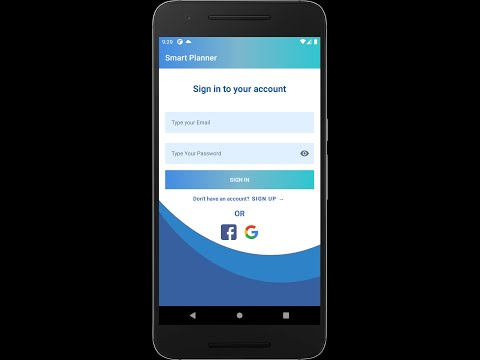 9:29
Smart Planner
Sign in to your account
Type your Email
Type Your Password
SIGN IN
Don't have an account? SIGN UP →
OR